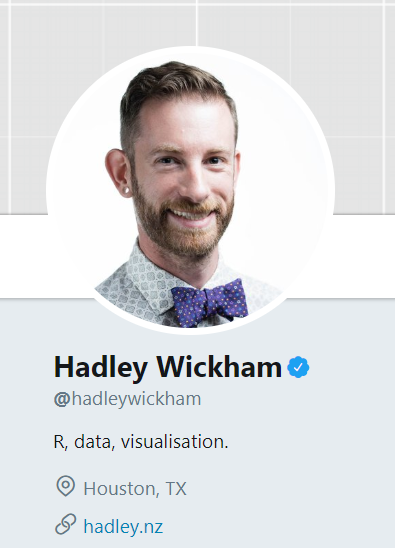 Hadley Wickham
@hadleywickham
R, data, visualisation.
Houston, TX
hadley.nz